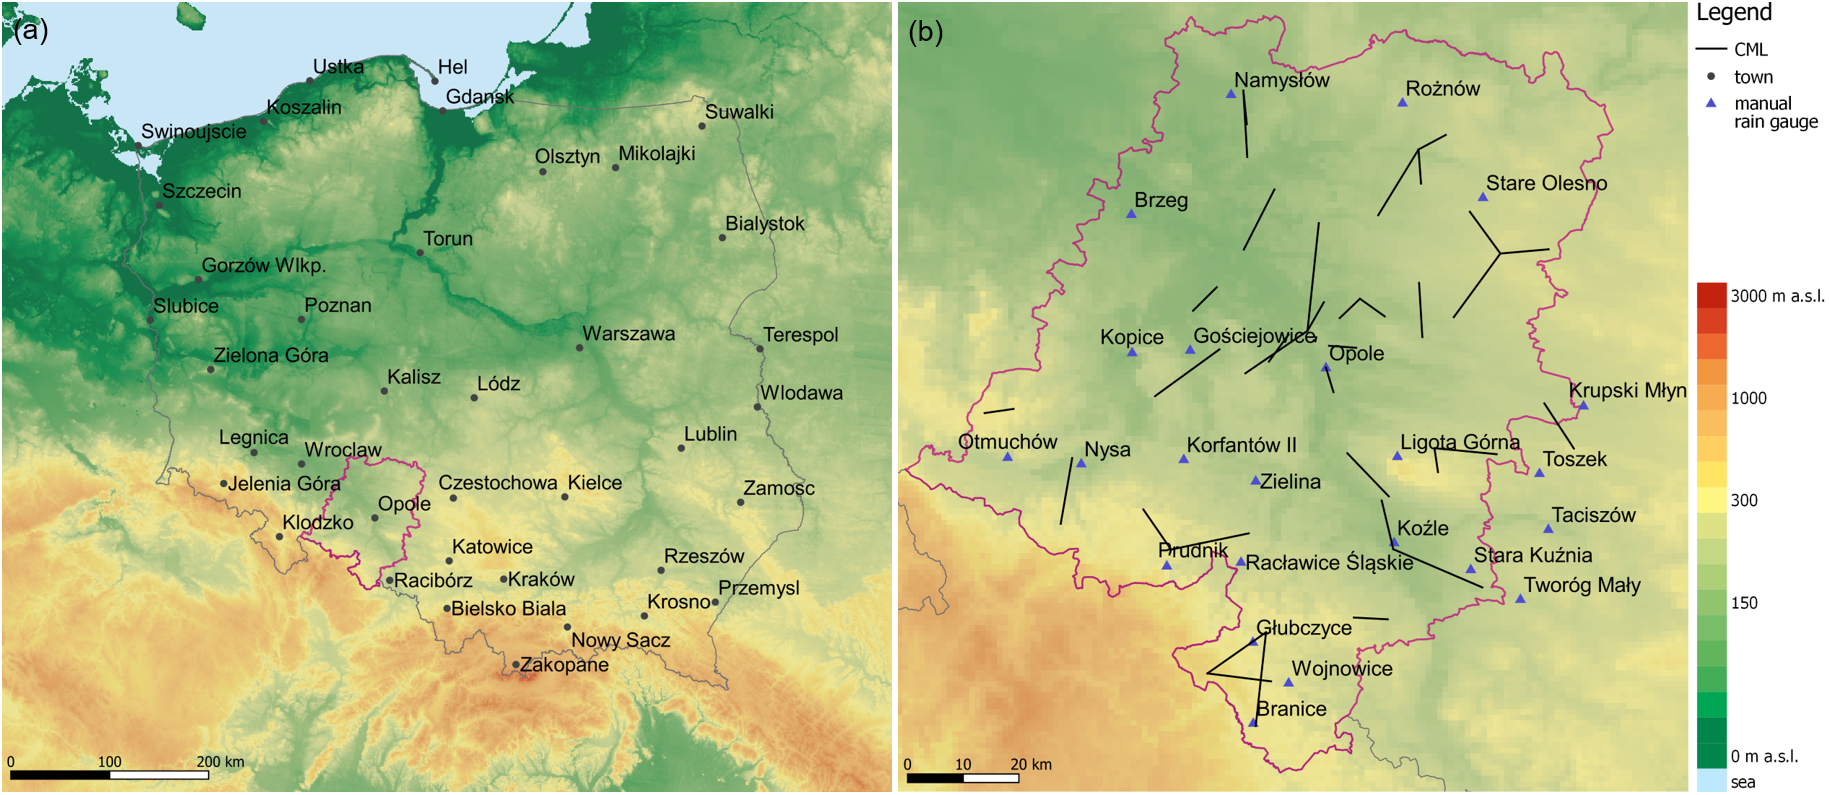 (a)
Ustka
Hel
Gdansk
Koszalin
Swinoujscie
Suwalki
Olsztyn
Mikolajki
Szczecin
Bialystok
Torun
Gorzów Wlkp.
Slubice
Poznan
Warszawa
Terespol
Zielona Góra
Kalisz
Lódz
Wlodawa
Legnica
Wroclaw
Lublin
Jelenia Góra
Czestochowa
Kielce
Zamosc
Opole
Klodzko
Katowice
Rzeszów
Racibórz
Kraków
Przemysl
Bielsko Biala
Krosno
Nowy Sacz
Zakopane
0 100 200 km
(b)
Namysłów
Rożnów
Stare Olesno
Brzeg
Kopice
Gościejowice
Opole
Krupski Młyn
Otmuchów
Nysa
Korfantów II
Ligota Górna
Toszek
Zielina
Taciszów
Koźle
Prudnik
Racławice Śląskie
Stara Kuźnia
Tworóg Mały
Głubczyce
Wojnowice
Branice
0 10 20 km
Legend
CML
town
manual
rain gauge
3000 m a.s.l.
1000
300
150
0 m a.s.l.
sea